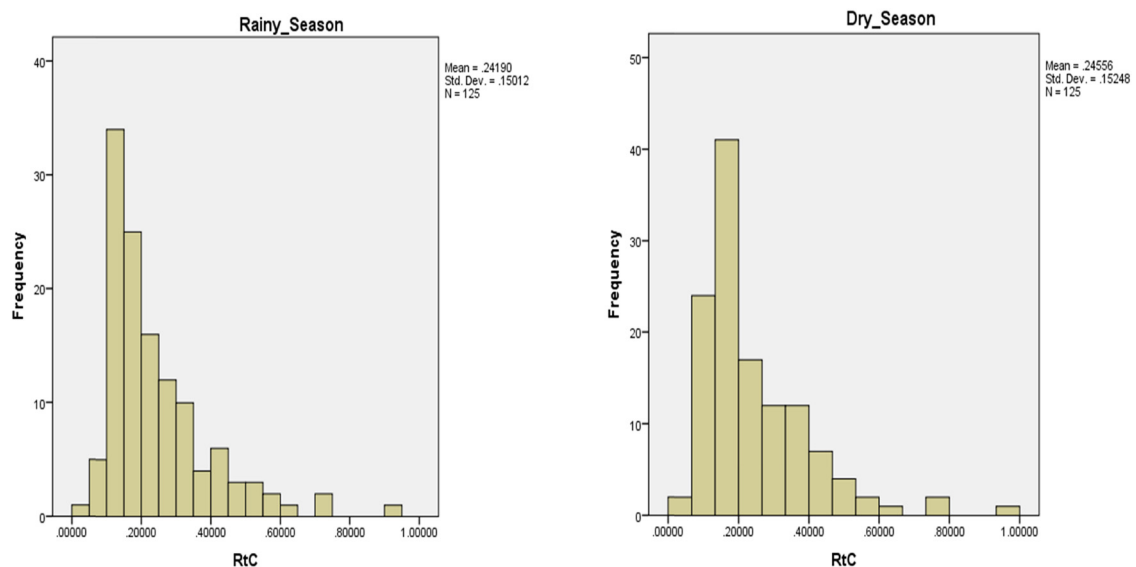 Rainy_Season
Mean = .24190
Std. Dev. = .15012
N = 125
40
30
20
10
0
Frequency
.00000 .20000 .40000 .60000 .80000 1.00000
RtC
Dry_Season
Mean = .24556
Std. Dev. = .15248
N = 125
50
40
30
20
10
0
Frequency
.00000 .20000 .40000 .60000 .80000 1.00000
RtC